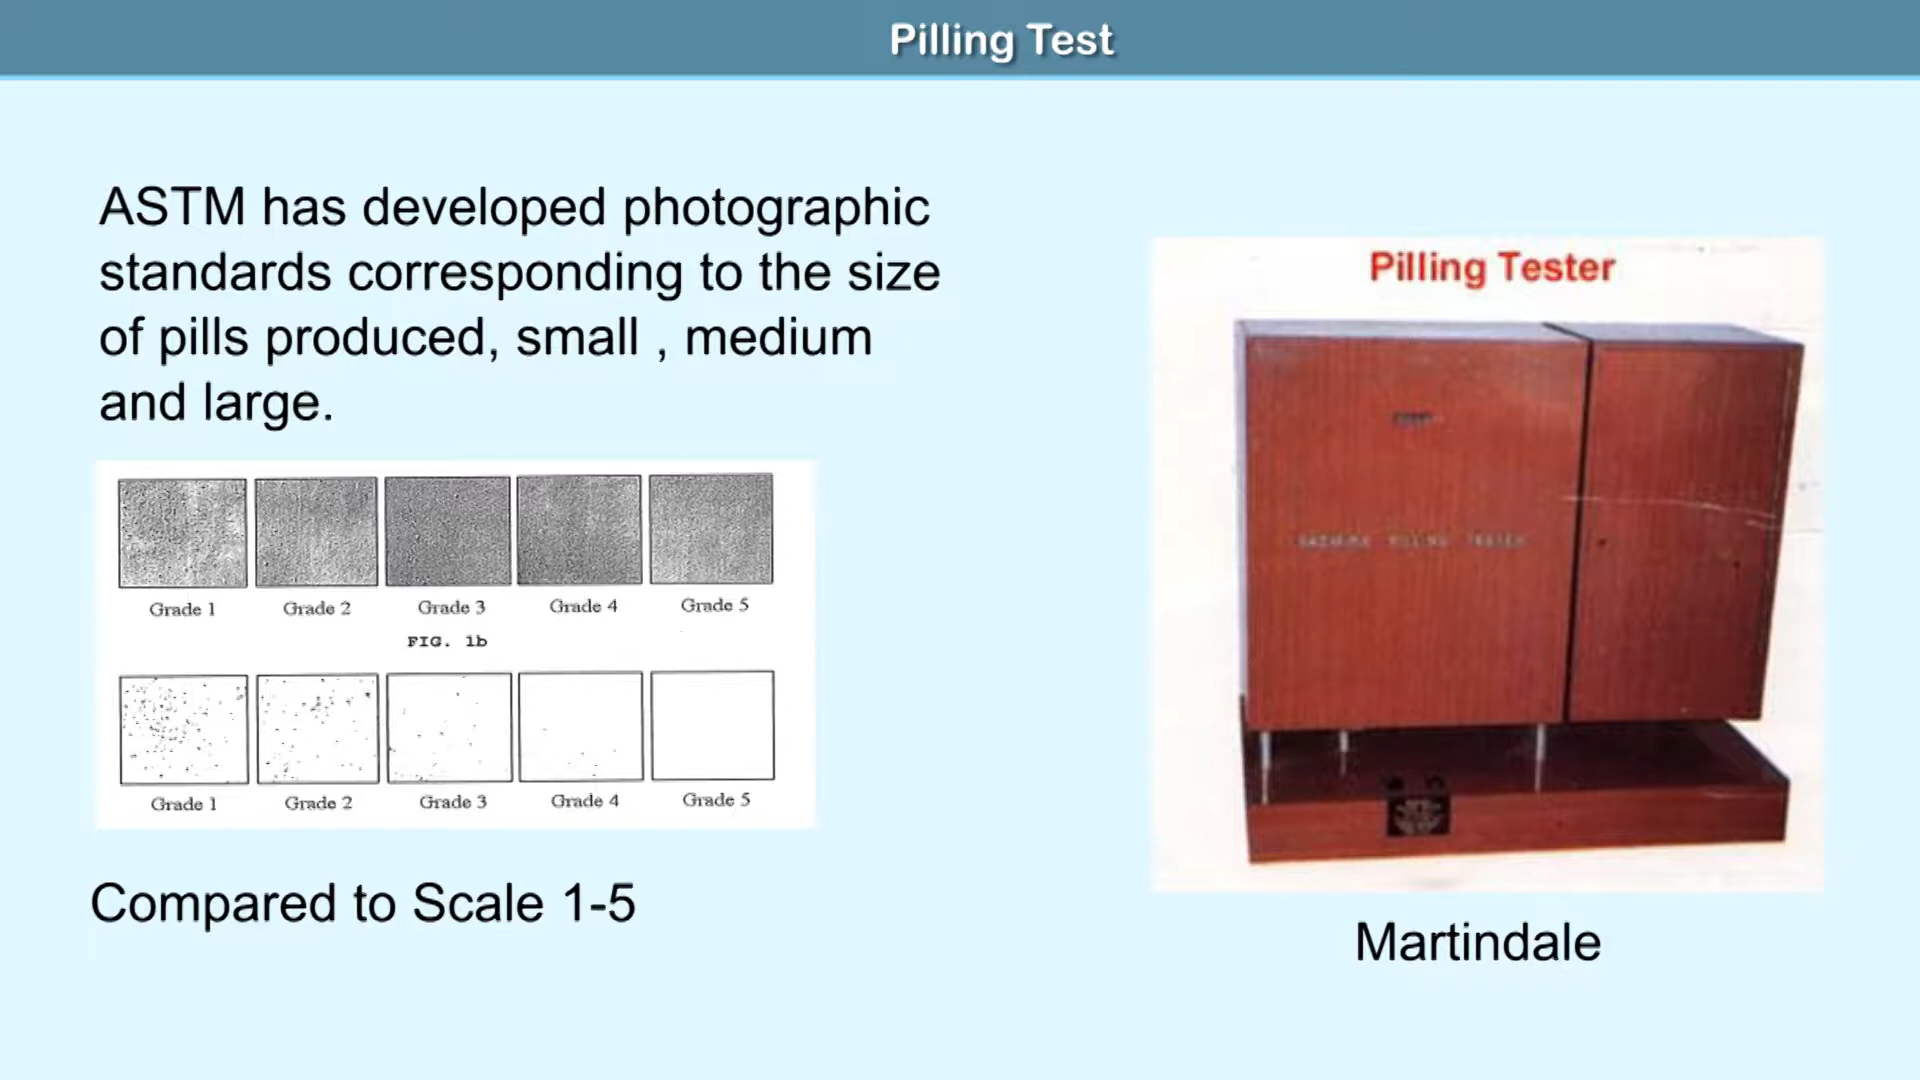 Pilling Test
ASTM has developed photographic
standards corresponding to the size
of pills produced, small , medium
and large.
Grade 1 Grade 2 Grade 3 Grade 4 Grade 5
FIG. 1b
Grade 1 Grade 2 Grade 3 Grade 4 Grade 5
Compared to Scale 1-5
Pilling Tester
PILLING TESTER
Martindale